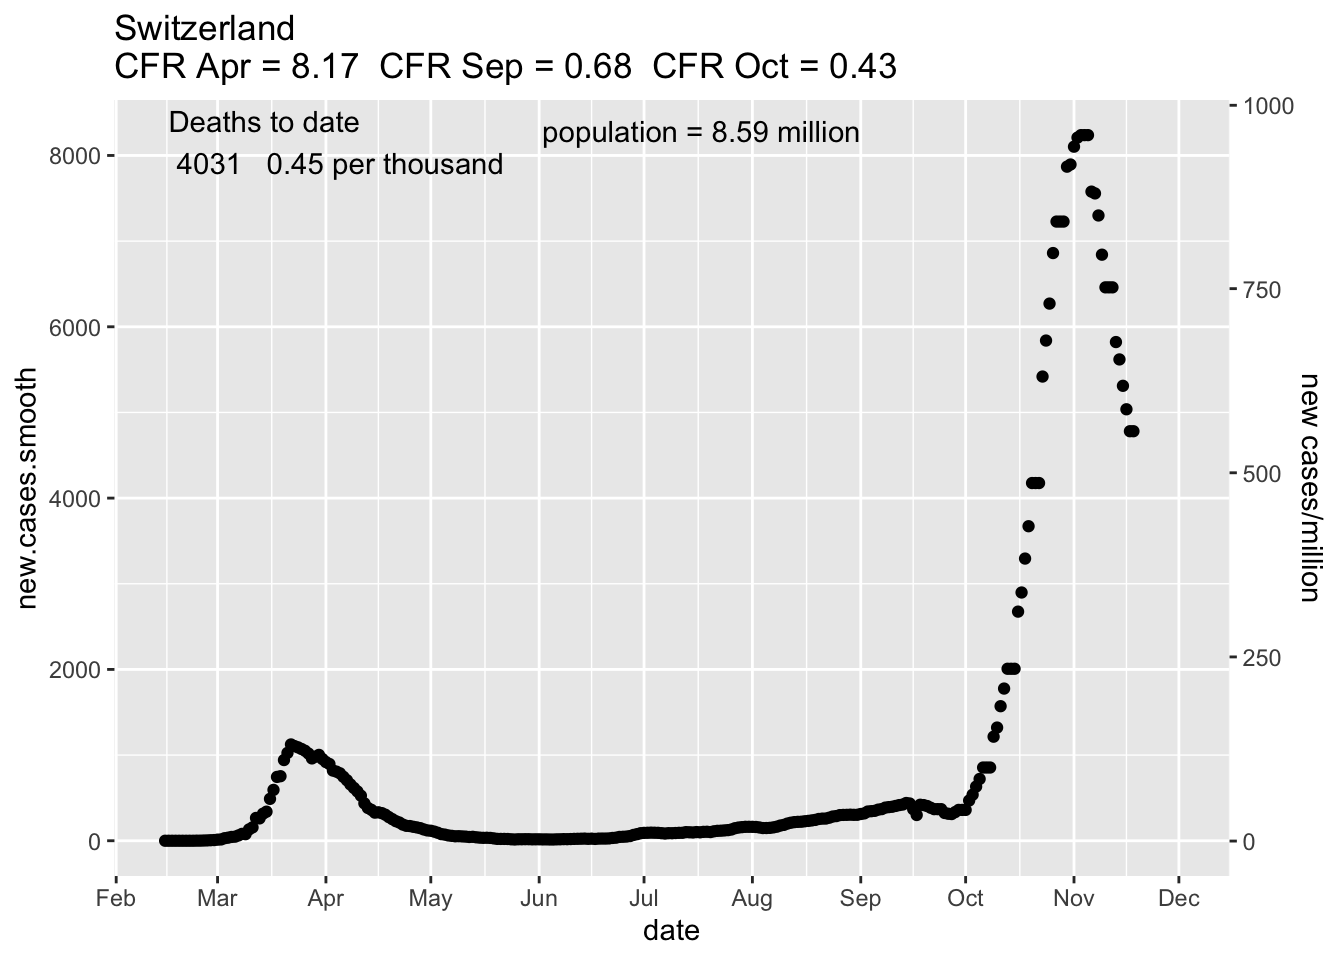 Switzerland
CFR Apr = 8.17  CFR Sep = 0.68  CFR Oct = 0.43
Deaths to date
4031   0.45 per thousand
population = 8.59 million
new.cases.smooth
8000
6000
4000
2000
0
1000
750
500
250
0
new cases/million
Feb Mar Apr May Jun Jul Aug Sep Oct Nov Dec
date